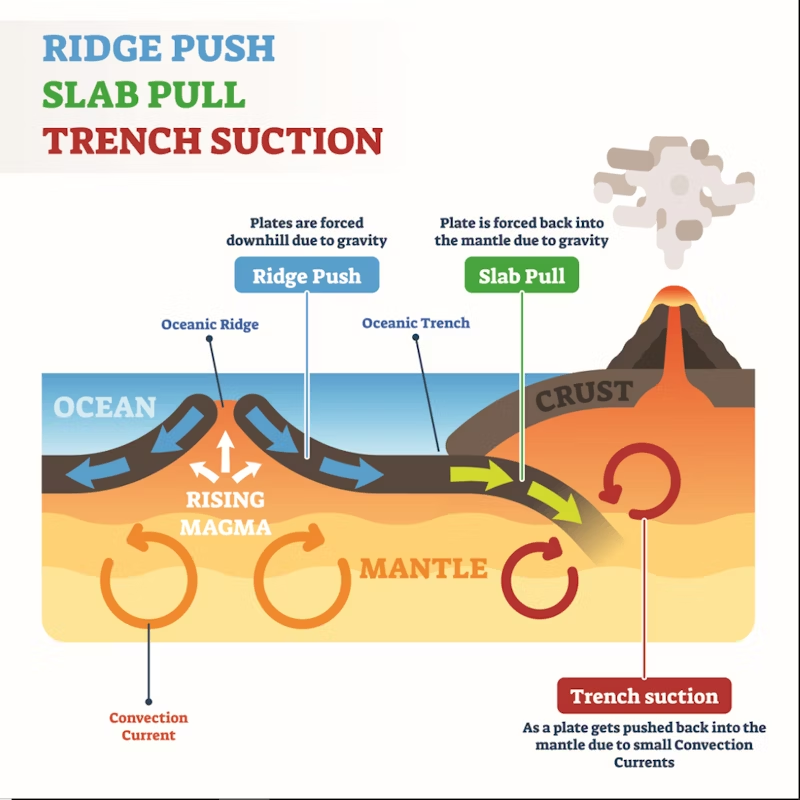 RIDGE PUSH
SLAB PULL
TRENCH SUCTION
Plates are forced
downhill due to gravity
Ridge Push
Plate is forced back into
the mantle due to gravity
Slab Pull
Oceanic Ridge
Oceanic Trench
OCEAN
CRUST
RISING
MAGMA
MANTLE
Convection
Current
Trench suction
As a plate gets pushed back into the
mantle due to small Convection
Currents